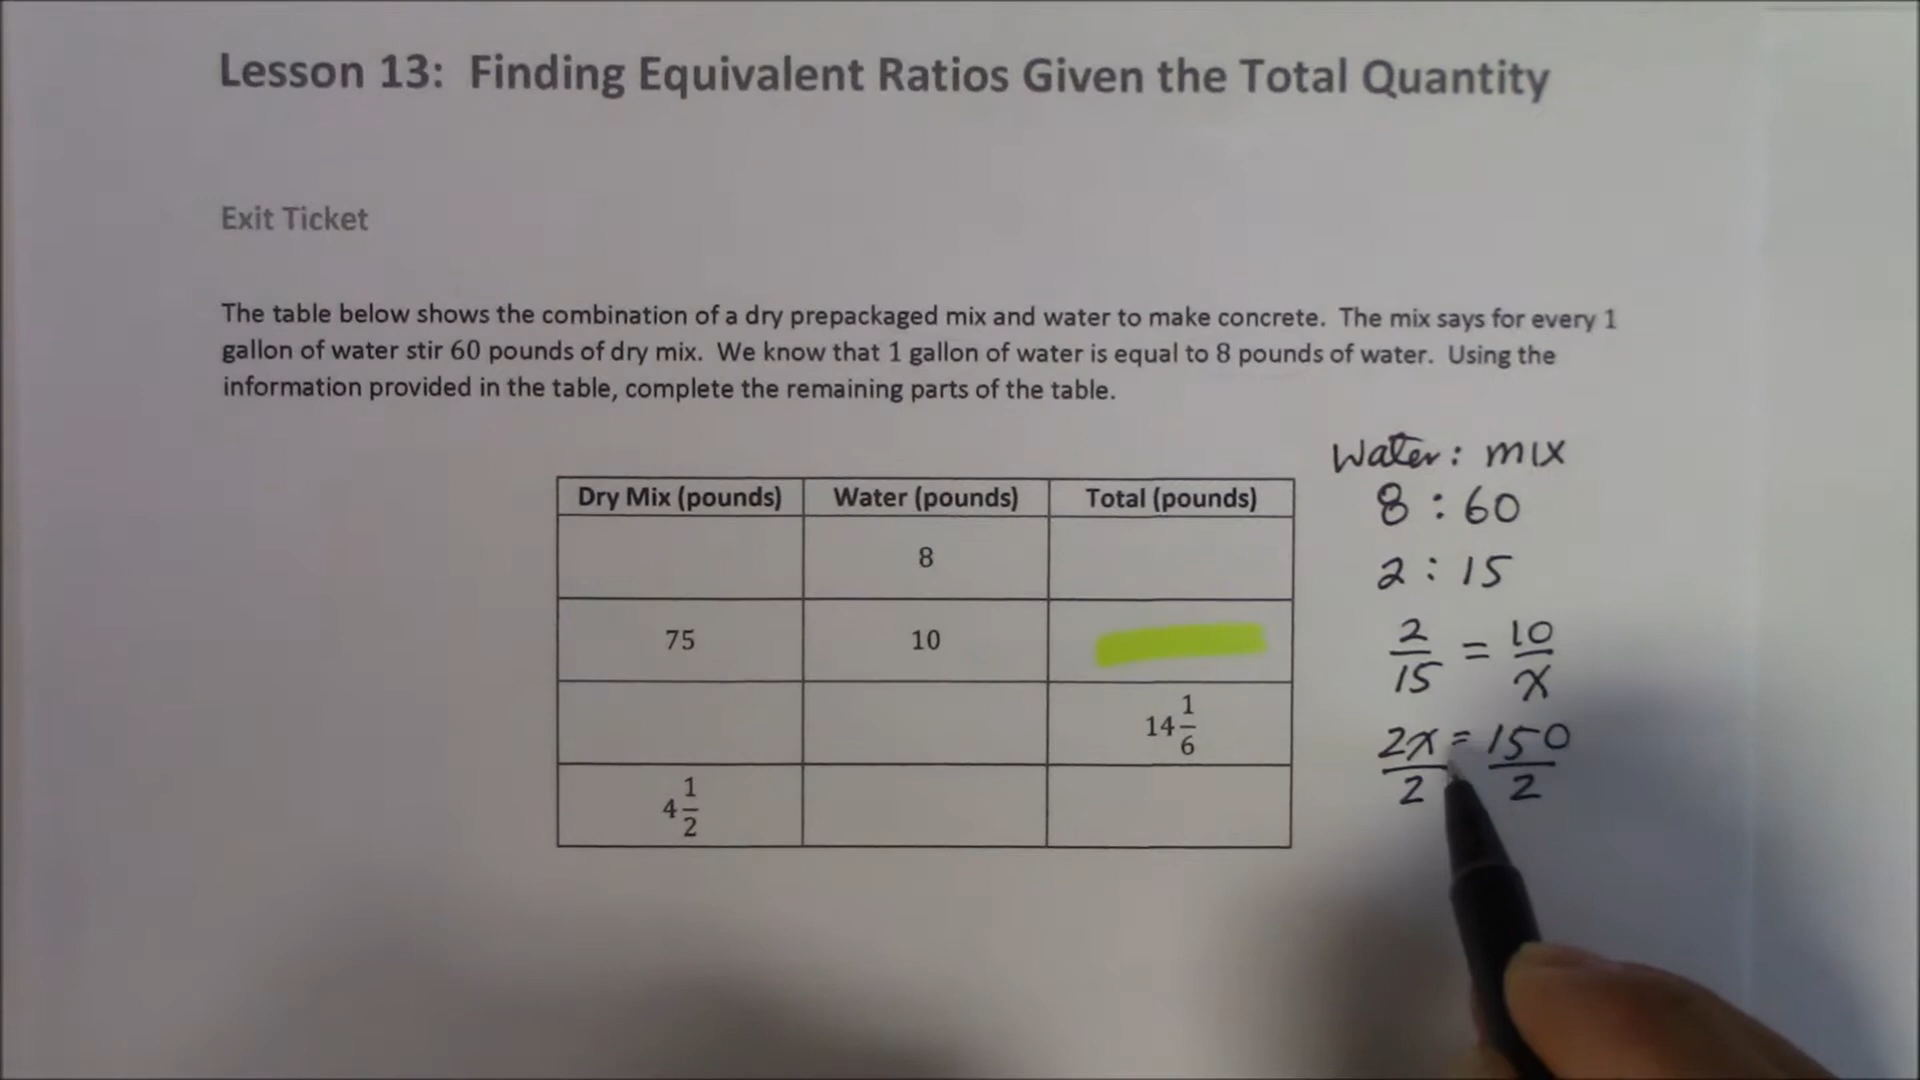 Lesson 13: Finding Equivalent Ratios Given the Total Quantity
Exit Ticket
The table below shows the combination of a dry prepackaged mix and water to make concrete. The mix says for every 1
gallon of water stir 60 pounds of dry mix. We know that 1 gallon of water is equal to 8 pounds of water. Using the
information provided in the table, complete the remaining parts of the table.
Dry Mix (pounds) Water (pounds) Total (pounds)
8
75 10
14 1/6
4 1/2
Water : mix
8 : 60
2 : 15
2/15 = 10/x
2x/2 = 150/2